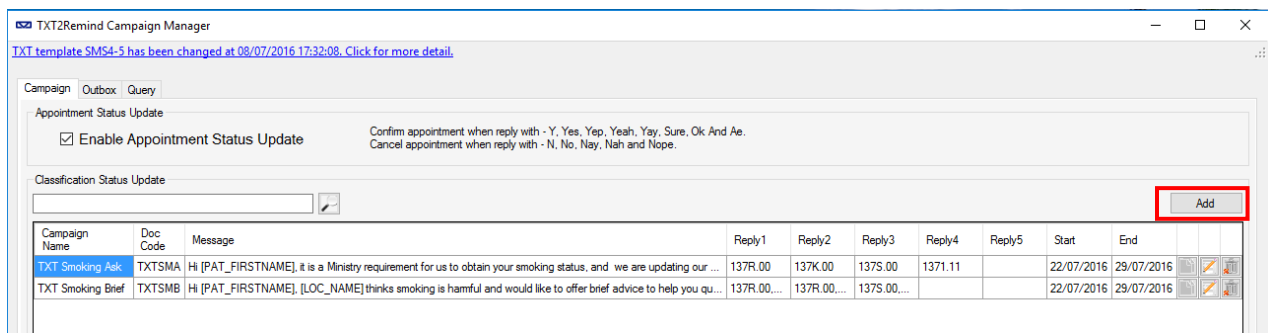 TXT2Remind Campaign Manager
TXT template SMS4-5 has been changed at 08/07/2016 17:32:08. Click for more detail.
Campaign Outbox Query
Appointment Status Update
Enable Appointment Status Update
Confirm appointment when reply with - Y, Yes, Yep, Yeah, Yay, Sure, Ok And Ae.
Cancel appointment when reply with - N, No, Nay, Nah and Nope.
Classification Status Update
Add
Campaign Name Doc Code Message Reply1 Reply2 Reply3 Reply4 Reply5 Start End
TXT Smoking Ask TXTSMA Hi [PAT_FIRSTNAME], it is a Ministry requirement for us to obtain your smoking status, and we are updating our ... 137R.00 137K.00 137S.00 1371.11 22/07/2016 29/07/2016
TXT Smoking Brief TXTSMB Hi [PAT_FIRSTNAME], [LOC_NAME] thinks smoking is harmful and would like to offer brief advice to help you qu... 137R.00,... 137R.00,... 137S.00,... 22/07/2016 29/07/2016